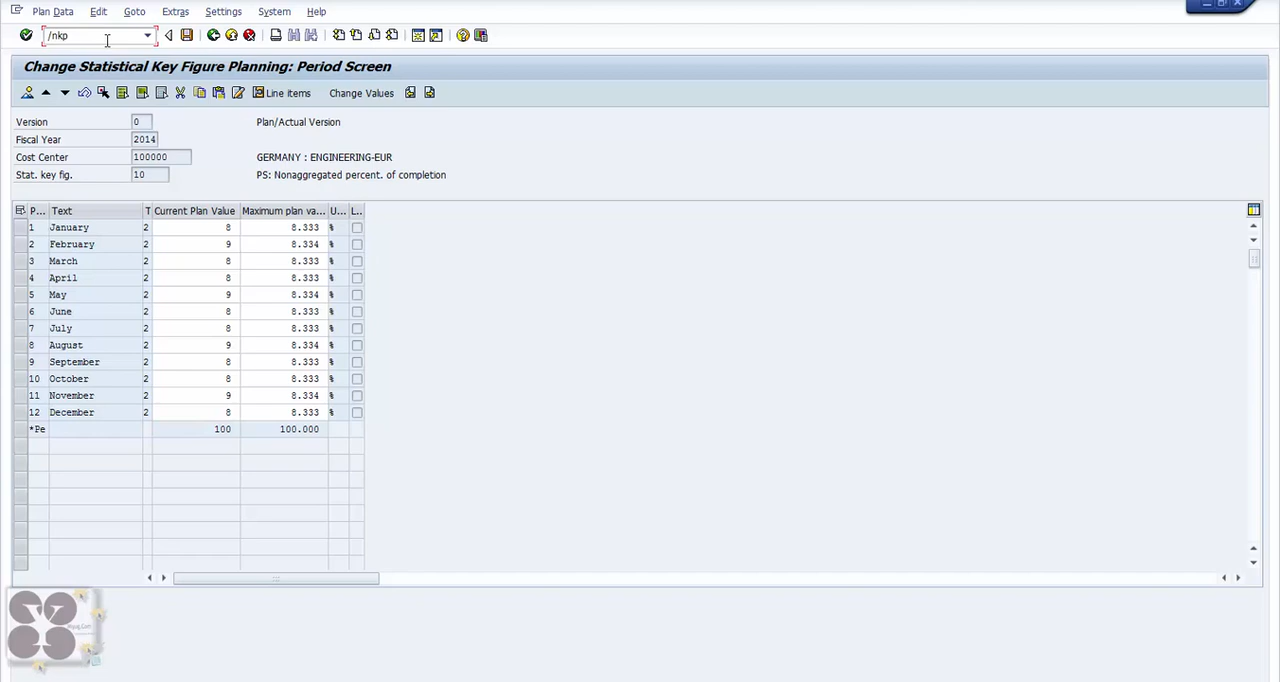 Plan Data Edit Goto Extras Settings System Help
/nkp
Change Statistical Key Figure Planning: Period Screen
Line items Change Values
Version 0 Plan/Actual Version
Fiscal Year 2014
Cost Center 100000 GERMANY : ENGINEERING-EUR
Stat. key fig. 10 PS: Nonaggregated percent. of completion
P... Text T Current Plan Value Maximum plan va... U... L..
1 January 2 8 8.333 %
2 February 2 9 8.334 %
3 March 2 8 8.333 %
4 April 2 8 8.333 %
5 May 2 9 8.334 %
6 June 2 8 8.333 %
7 July 2 8 8.333 %
8 August 2 9 8.334 %
9 September 2 8 8.333 %
10 October 2 8 8.333 %
11 November 2 9 8.334 %
12 December 2 8 8.333 %
*Pe 100 100.000